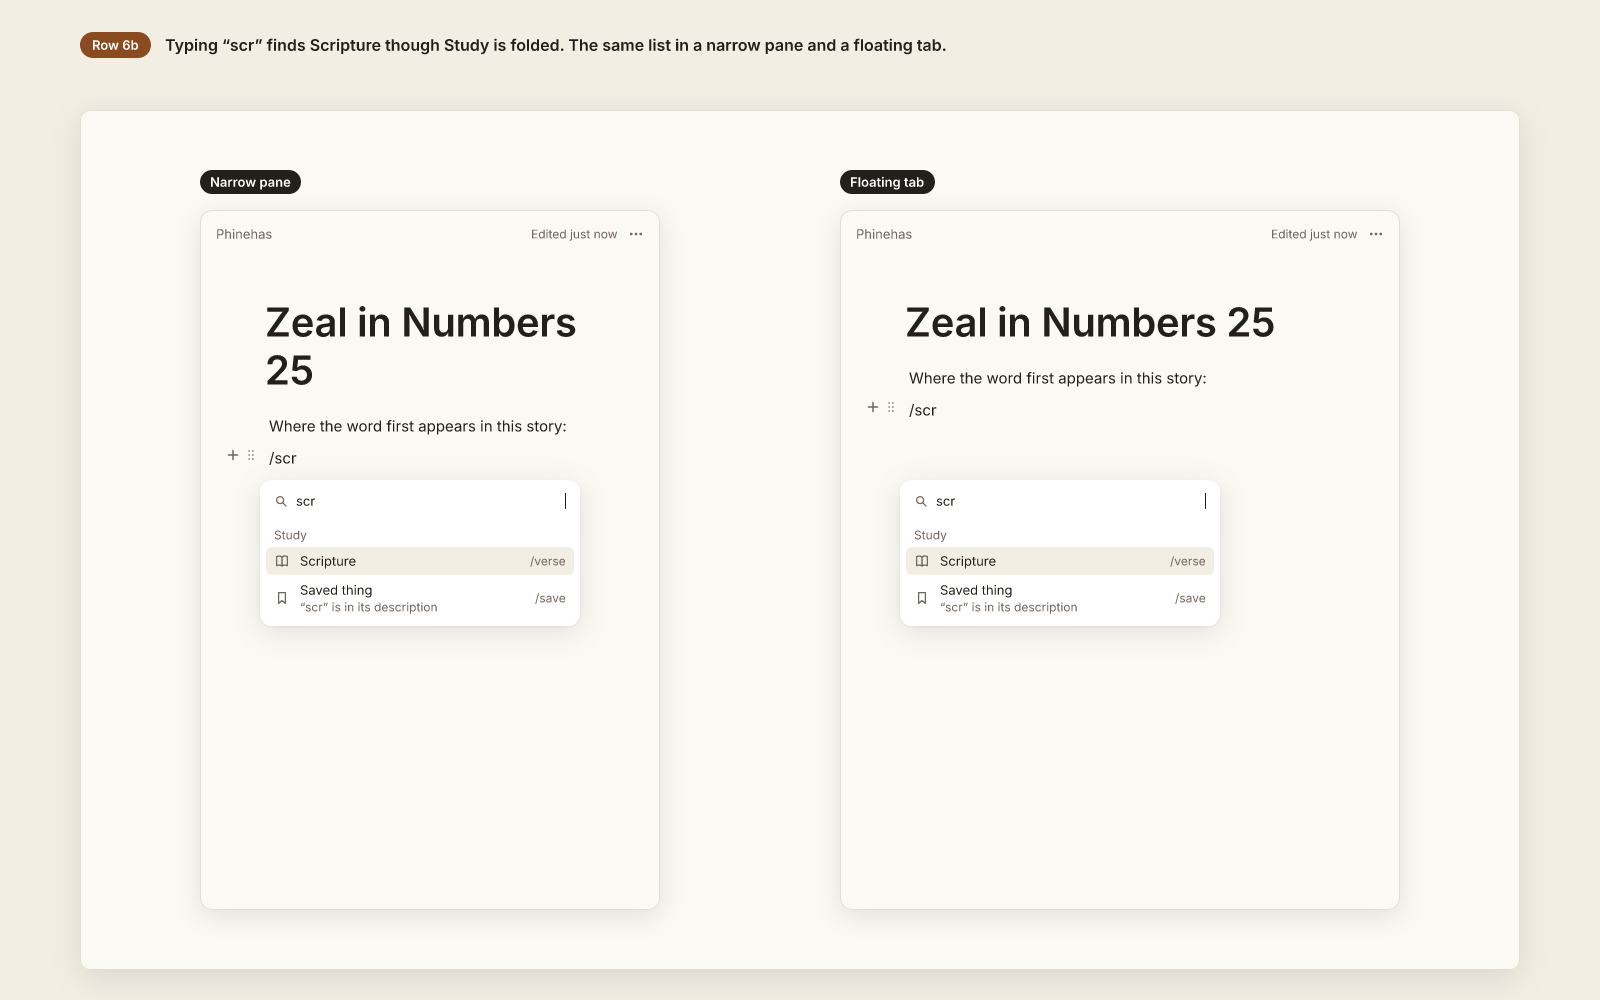 Row 6b
Typing “scr” finds Scripture though Study is folded. The same list in a narrow pane and a floating tab.
Narrow pane
Phinehas
Edited just now
Zeal in Numbers
25
Where the word first appears in this story:
/scr
scr
Study
Scripture
/verse
Saved thing
“scr” is in its description
/save
Floating tab
Phinehas
Edited just now
Zeal in Numbers 25
Where the word first appears in this story:
/scr
scr
Study
Scripture
/verse
Saved thing
“scr” is in its description
/save